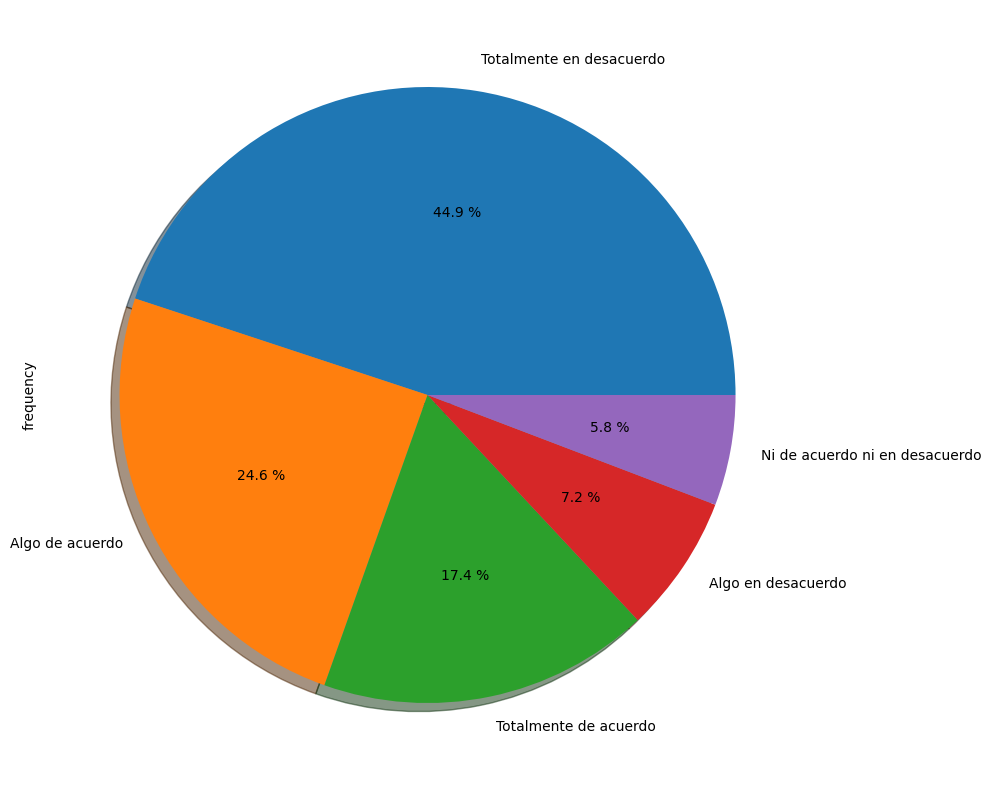 Totalmente en desacuerdo
44.9 %
frequency
5.8 %
Ni de acuerdo ni en desacuerdo
24.6 %
7.2 %
Algo de acuerdo
17.4 %
Algo en desacuerdo
Totalmente de acuerdo